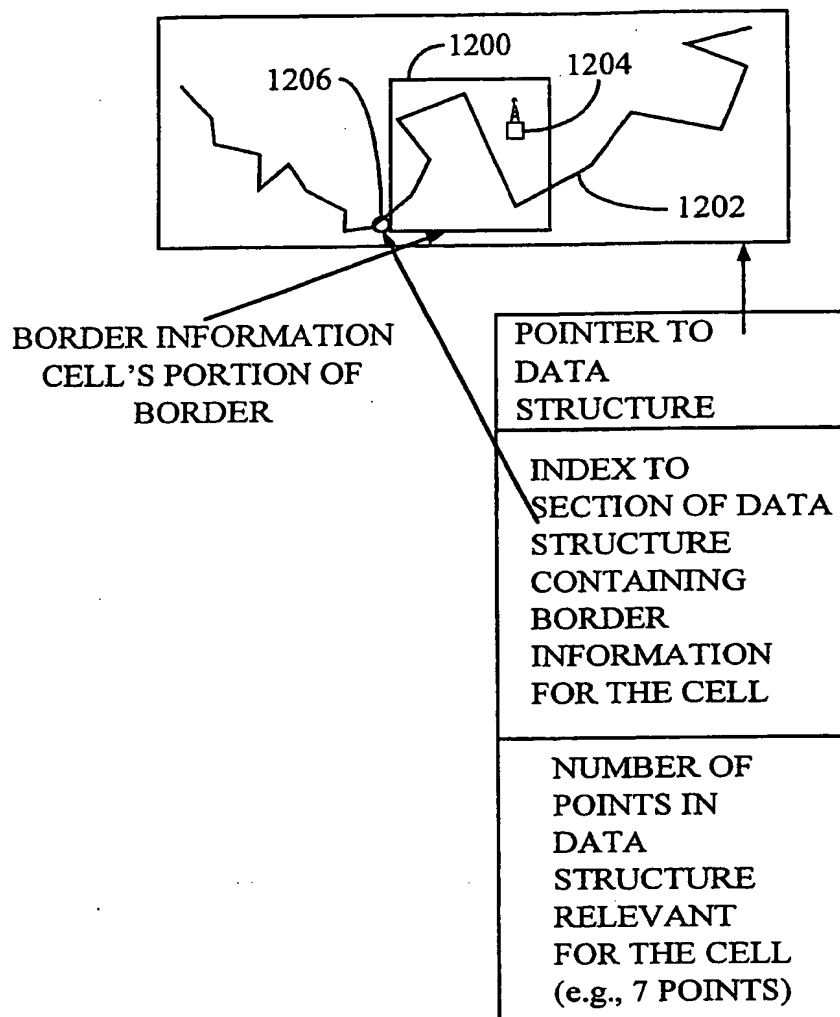 1200
1206
1204
1202
BORDER INFORMATION
CELL'S PORTION OF
BORDER
POINTER TO
DATA
STRUCTURE
INDEX TO
SECTION OF DATA
STRUCTURE
CONTAINING
BORDER
INFORMATION
FOR THE CELL
NUMBER OF
POINTS IN
DATA
STRUCTURE
RELEVANT
FOR THE CELL
(e.g., 7 POINTS)